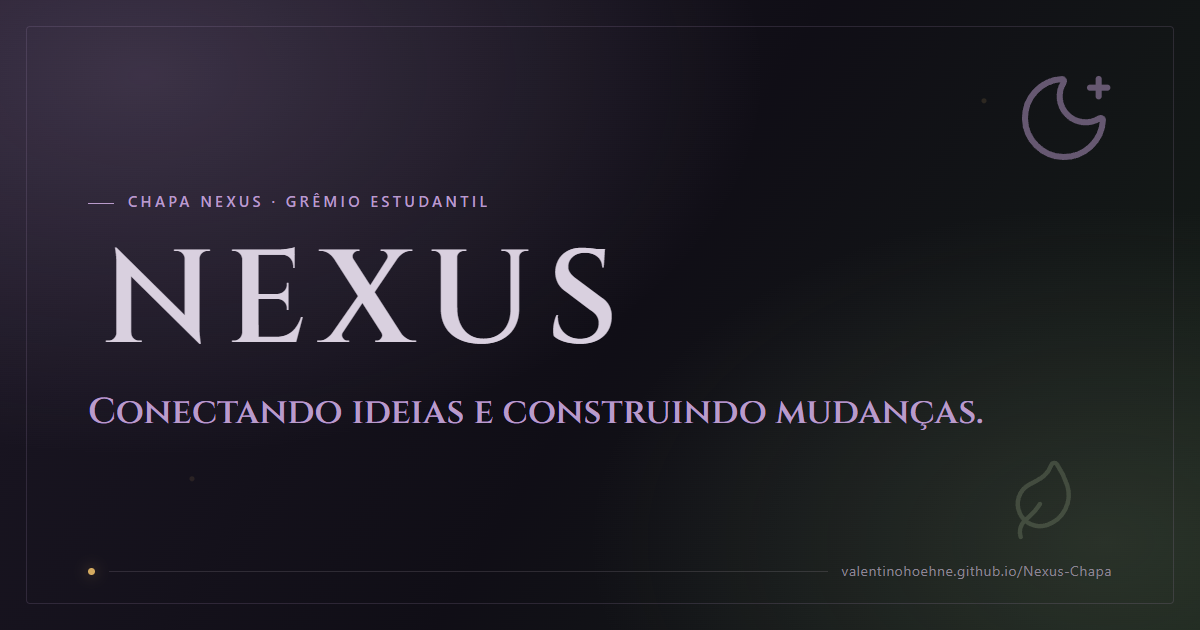 CHAPA NEXUS · GRÊMIO ESTUDANTIL
NEXUS
Conectando ideias e construindo mudanças.
valentinohoehne.github.io/Nexus-Chapa